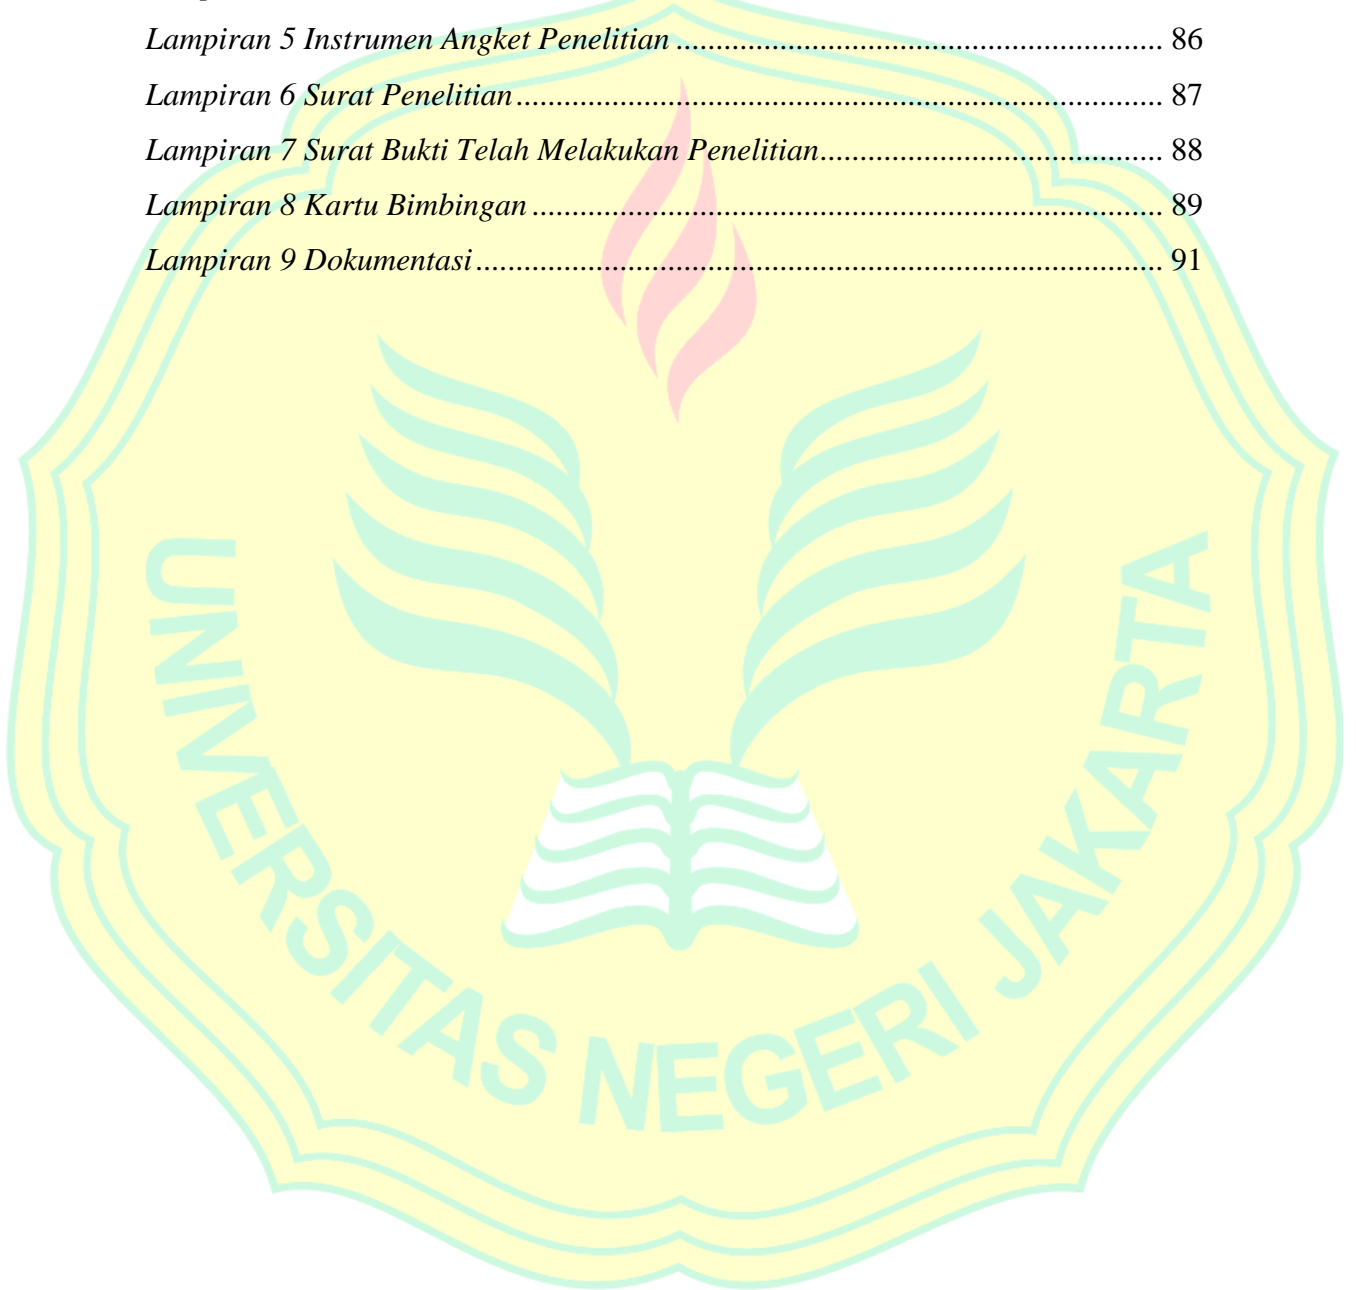 Lampiran 5 Instrumen Angket Penelitian ............................................................. 86
Lampiran 6 Surat Penelitian ................................................................................. 87
Lampiran 7 Surat Bukti Telah Melakukan Penelitian ........................................... 88
Lampiran 8 Kartu Bimbingan ............................................................................... 89
Lampiran 9 Dokumentasi ...................................................................................... 91
UNIVERSITAS NEGERI JAKARTA